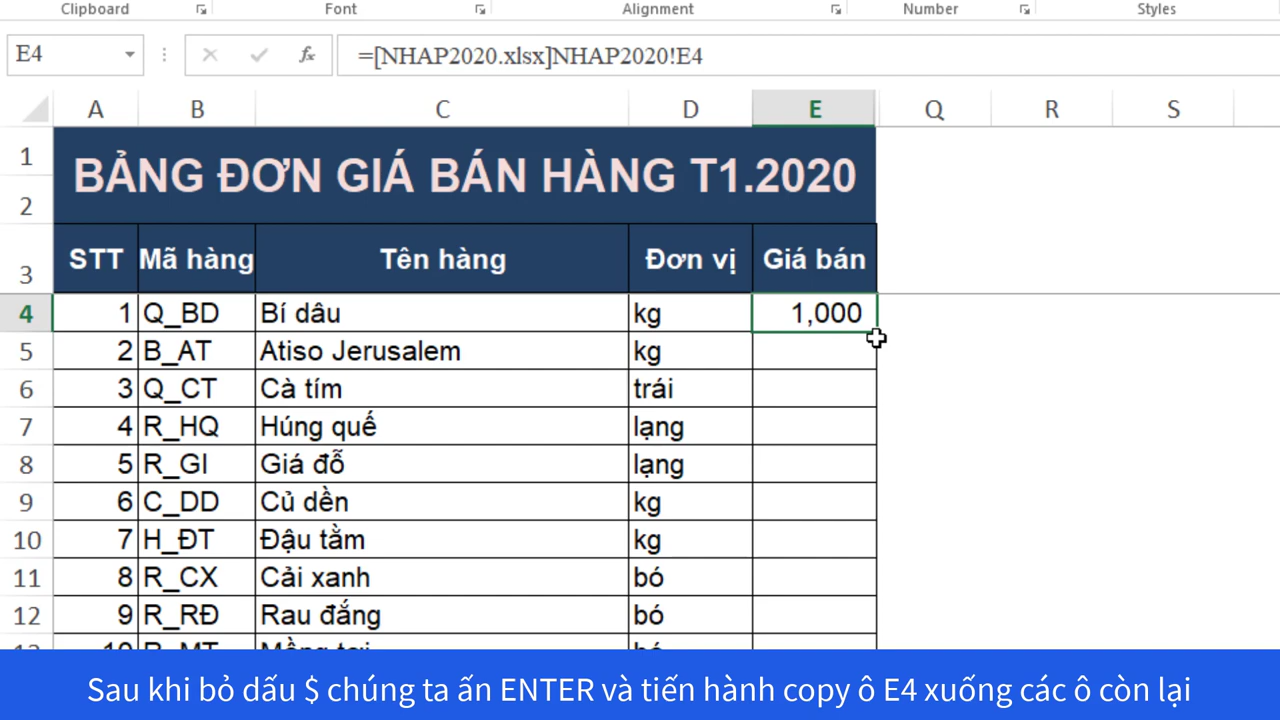 Clipboard Font Alignment Number Styles
E4 fx =[NHAP2020.xlsx]NHAP2020!E4
A B C D E Q R S
1
BẢNG ĐƠN GIÁ BÁN HÀNG T1.2020
2
3 STT Mã hàng Tên hàng Đơn vị Giá bán
4 1 Q_BD Bí dâu kg 1,000
5 2 B_AT Atiso Jerusalem kg
6 3 Q_CT Cà tím trái
7 4 R_HQ Húng quế lạng
8 5 R_GI Giá đỗ lạng
9 6 C_DD Củ dền kg
10 7 H_ĐT Đậu tằm kg
11 8 R_CX Cải xanh bó
12 9 R_RĐ Rau đắng bó
Sau khi bỏ dấu $ chúng ta ấn ENTER và tiến hành copy ô E4 xuống các ô còn lại